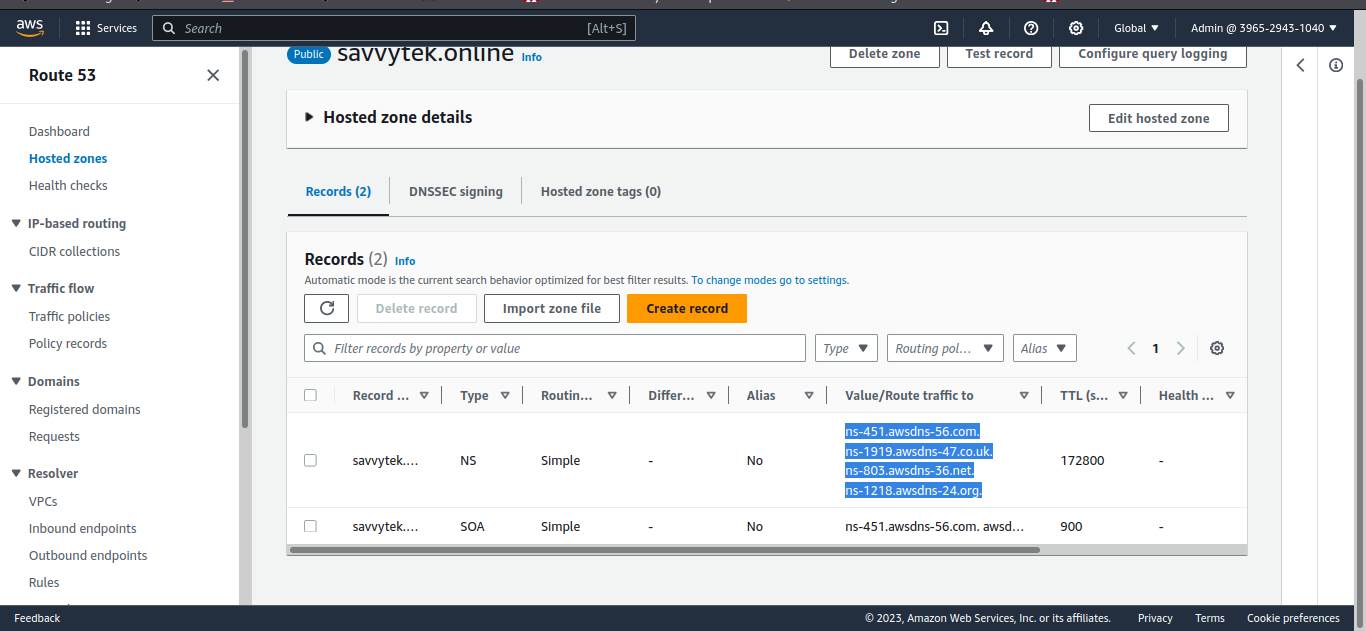 aws
Services
Search
[Alt+S]
Global
Admin @ 3965-2943-1040
Route 53
Dashboard
Hosted zones
Health checks
IP-based routing
CIDR collections
Traffic flow
Traffic policies
Policy records
Domains
Registered domains
Requests
Resolver
VPCs
Inbound endpoints
Outbound endpoints
Rules
Public
savvytek.online Info
Delete zone
Test record
Configure query logging
Hosted zone details
Edit hosted zone
Records (2)
DNSSEC signing
Hosted zone tags (0)
Records (2) Info
Automatic mode is the current search behavior optimized for best filter results. To change modes go to settings.
Delete record
Import zone file
Create record
Filter records by property or value
Type
Routing pol...
Alias
1
Record ... Type Routin... Differ... Alias Value/Route traffic to TTL (s... Health ...
savvytek.... NS Simple - No
ns-451.awsdns-56.com.
ns-1919.awsdns-47.co.uk.
ns-803.awsdns-36.net.
ns-1218.awsdns-24.org.
172800 -
savvytek.... SOA Simple - No ns-451.awsdns-56.com. awsd... 900 -
Feedback
© 2023, Amazon Web Services, Inc. or its affiliates.
Privacy
Terms
Cookie preferences